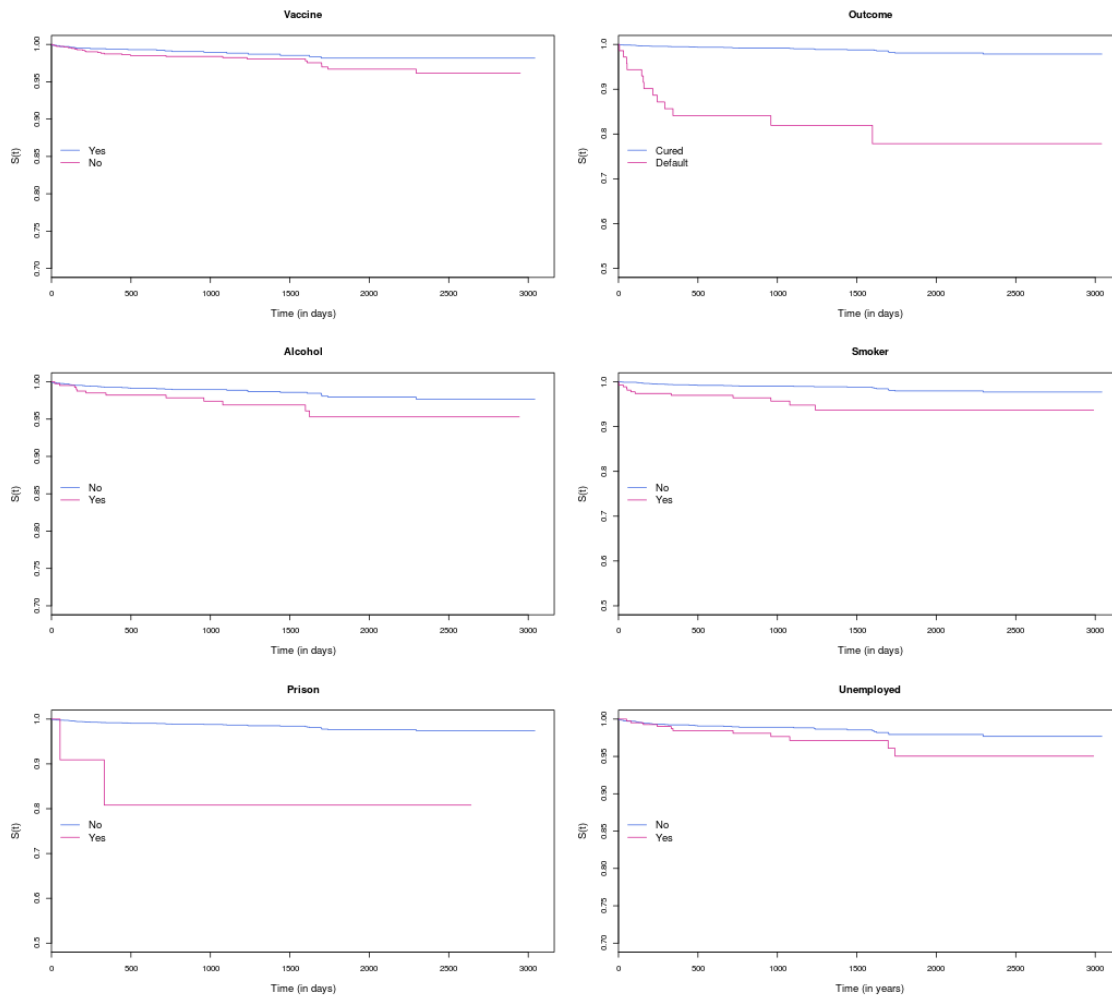 Vaccine
S(t)
1.00
0.95
0.90
0.85
0.80
0.75
0.70
Yes
No
0 500 1000 1500 2000 2500 3000
Time (in days)
Outcome
S(t)
1.0
0.9
0.8
0.7
0.6
0.5
Cured
Default
0 500 1000 1500 2000 2500 3000
Time (in days)
Alcohol
S(t)
1.00
0.95
0.90
0.85
0.80
0.75
0.70
No
Yes
0 500 1000 1500 2000 2500 3000
Time (in days)
Smoker
S(t)
1.0
0.9
0.8
0.7
0.6
0.5
No
Yes
0 500 1000 1500 2000 2500 3000
Time (in days)
Prison
S(t)
1.0
0.9
0.8
0.7
0.6
0.5
No
Yes
0 500 1000 1500 2000 2500 3000
Time (in days)
Unemployed
S(t)
1.00
0.95
0.90
0.85
0.80
0.75
0.70
No
Yes
0 500 1000 1500 2000 2500 3000
Time (in years)